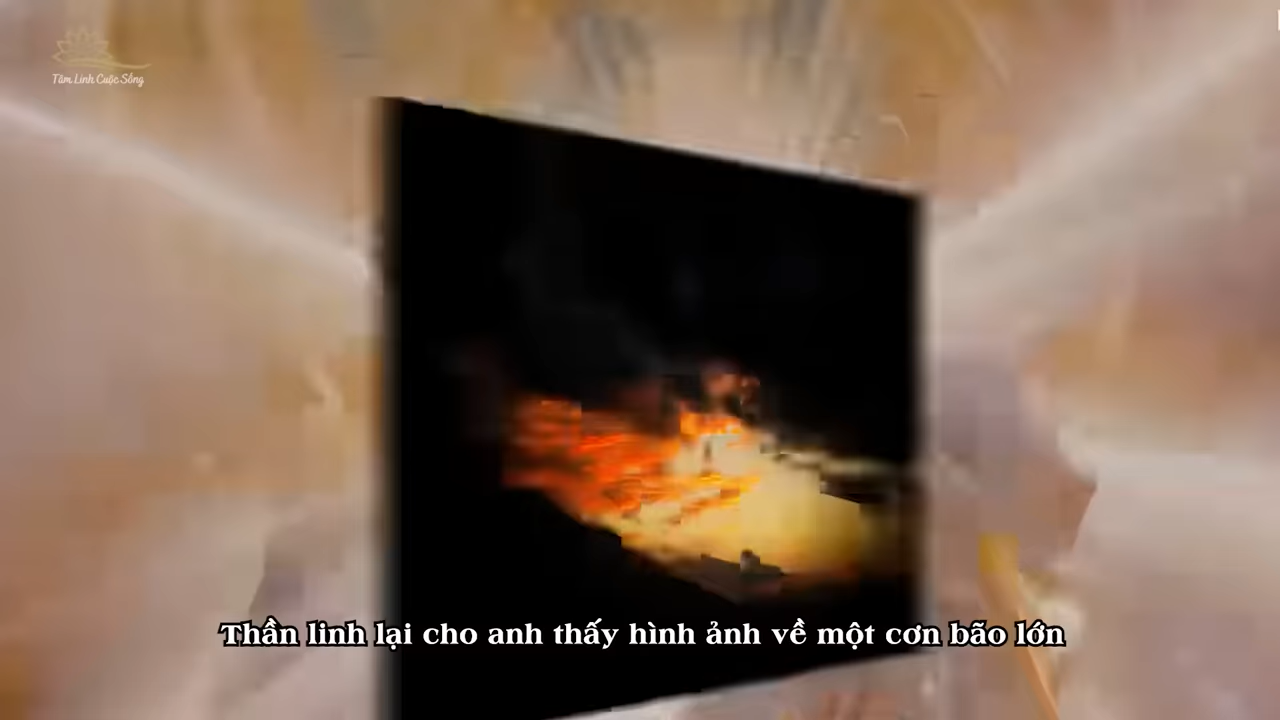 Tâm Linh Cuộc Sống
Thần linh lại cho anh thấy hình ảnh về một cơn bão lớn